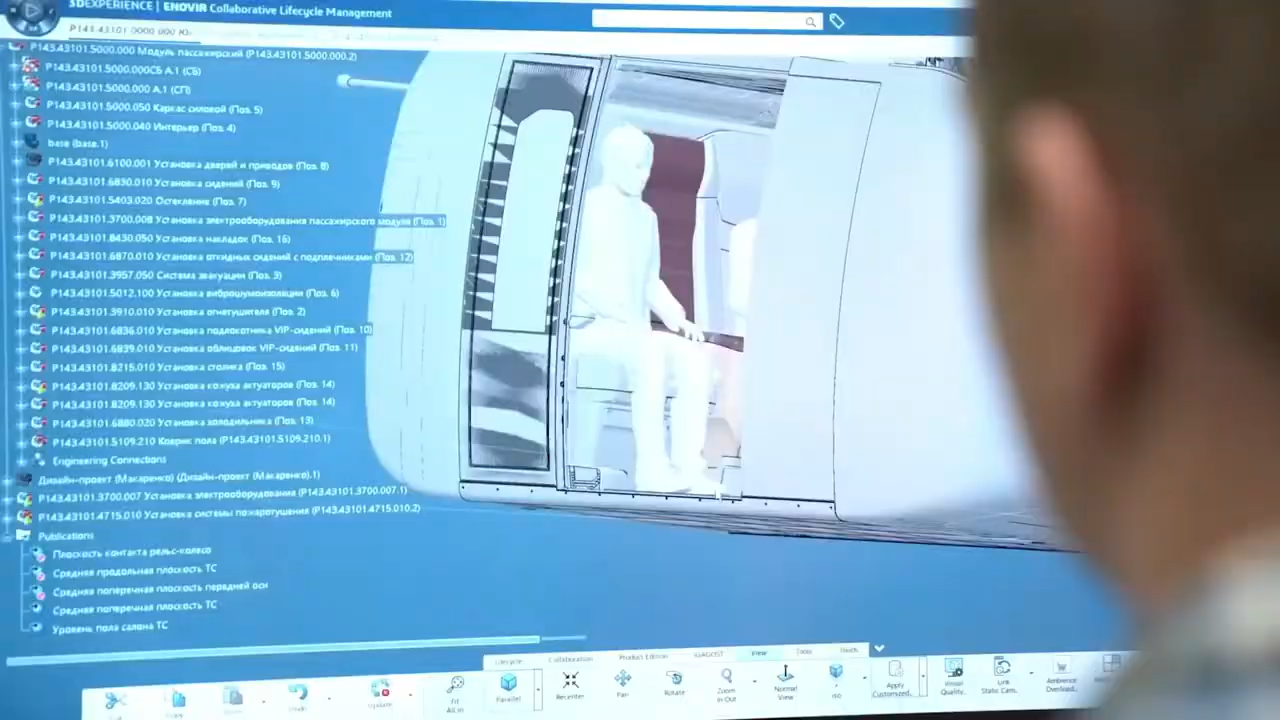 3DEXPERIENCE | ENOVIA Collaborative Lifecycle Management
P143.43101.5000.000 Модуль пассажирский (P143.43101.5000.000.2)
P143.43101.5000.000СБ A.1 (СБ)
P143.43101.5000.000 A.1 (СП)
P143.43101.5000.050 Каркас силовой (Поз. 5)
P143.43101.5000.040 Интерьер (Поз. 4)
base (base.1)
P143.43101.6100.001 Установка дверей и приводов (Поз. 8)
P143.43101.6830.010 Установка сидений (Поз. 9)
P143.43101.5403.020 Остекление (Поз. 7)
P143.43101.3700.008 Установка электрооборудования пассажирского модуля (Поз. 1)
P143.43101.8430.050 Установка накладок (Поз. 16)
P143.43101.6870.010 Установка откидных сидений с подплечниками (Поз. 12)
P143.43101.3957.050 Система эвакуации (Поз. 3)
P143.43101.5012.100 Установка виброшумоизоляции (Поз. 6)
P143.43101.3910.010 Установка огнетушителя (Поз. 2)
P143.43101.6836.010 Установка подлокотника VIP-сидений (Поз. 10)
P143.43101.6839.010 Установка облицовок VIP-сидений (Поз. 11)
P143.43101.8215.010 Установка столика (Поз. 15)
P143.43101.8209.130 Установка кожуха актуаторов (Поз. 14)
P143.43101.8209.130 Установка кожуха актуаторов (Поз. 14)
P143.43101.6880.020 Установка холодильника (Поз. 13)
P143.43101.5109.210 Коврик пола (P143.43101.5109.210.1)
Engineering Connections
Дизайн-проект (Макаренко) (Дизайн-проект (Макаренко).1)
P143.43101.3700.007 Установка электрооборудования (P143.43101.3700.007.1)
P143.43101.4715.010 Установка системы пожаротушения (P143.43101.4715.010.2)
Publications
Плоскость контакта рельс-колесо
Средняя продольная плоскость ТС
Средняя поперечная плоскость передней оси
Средняя поперечная плоскость ТС
Уровень пола салона ТС
Lifecycle Collaboration Product Edition View Tools Touch
Undo Update Fit All In Parallel Recenter Pan Rotate Zoom In Out Normal View Iso Apply Customized... Visual Quality... Link Static Cam... Ambience Overload...